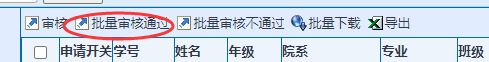 审核 批量审核通过 批量审核不通过 批量下载 导出
申请开关 学号 姓名 年级 院系 专业 班级